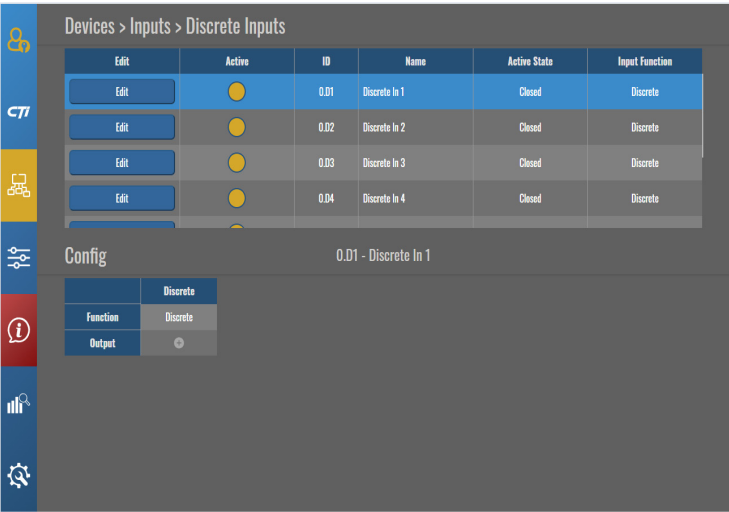 Devices > Inputs > Discrete Inputs
Edit Active ID Name Active State Input Function
Edit 0.D1 Discrete In 1 Closed Discrete
Edit 0.D2 Discrete In 2 Closed Discrete
Edit 0.D3 Discrete In 3 Closed Discrete
Edit 0.D4 Discrete In 4 Closed Discrete
CTI
Config 0.D1 - Discrete In 1
Discrete
Function Discrete
Output